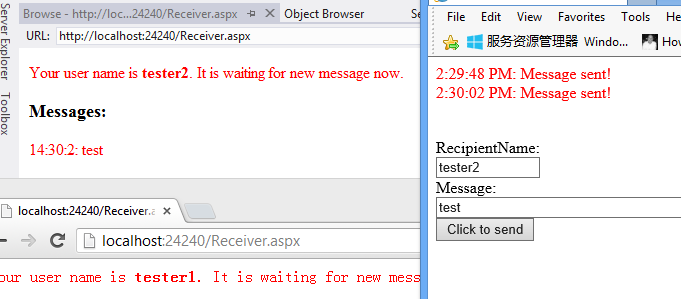 Browse - http://loc...24240/Receiver.aspx
Object Browser
Se
Server Explorer
Toolbox
URL: http://localhost:24240/Receiver.aspx
Your user name is tester2. It is waiting for new message now.
Messages:
14:30:2: test
localhost:24240/Receiver.a
localhost:24240/Receiver.aspx
our user name is tester1. It is waiting for new mess
File View Favorites Tools He
服务资源管理器 Windo... How
2:29:48 PM: Message sent!
2:30:02 PM: Message sent!
RecipientName:
tester2
Message:
test
Click to send